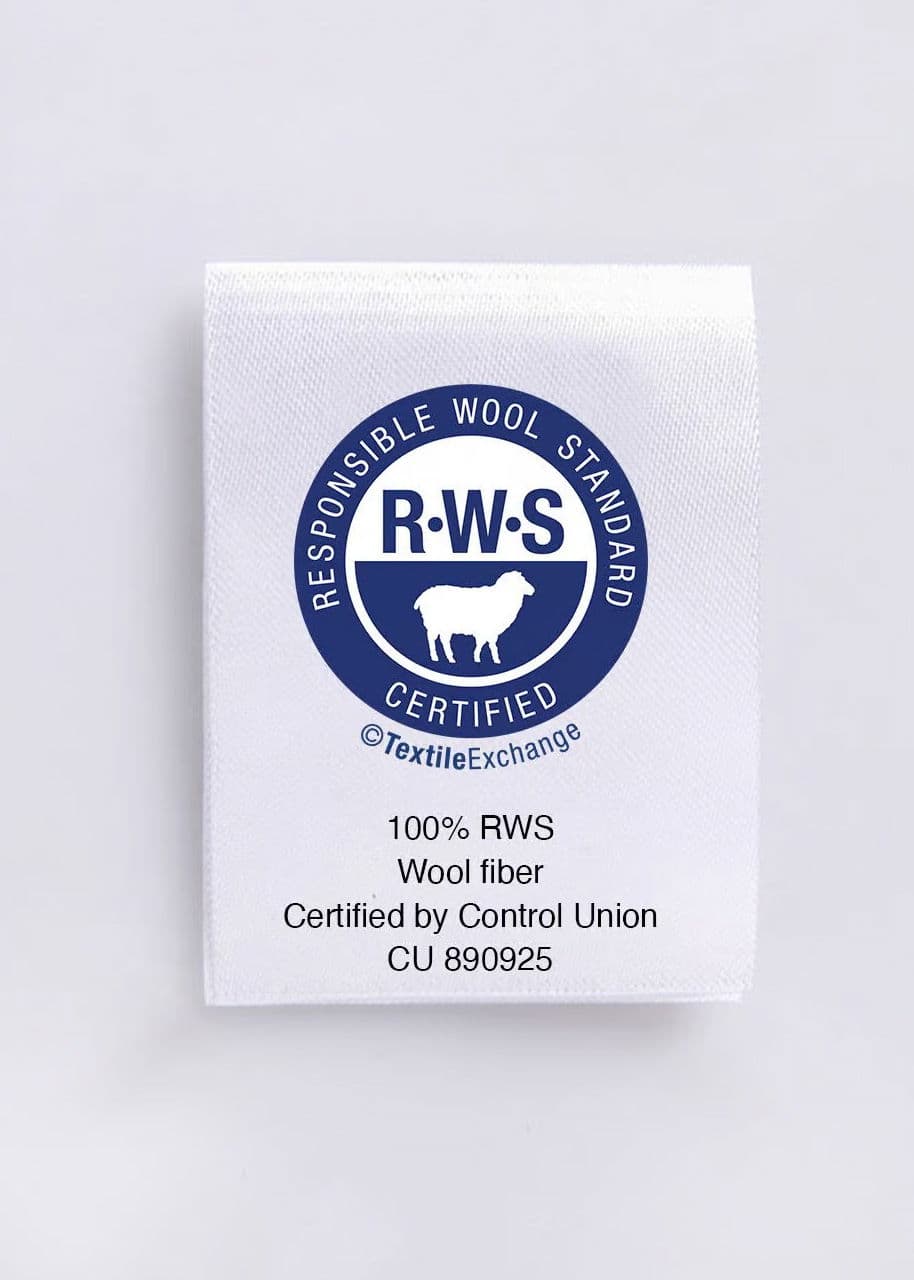 RESPONSIBLE WOOL STANDARD
R·W·S
CERTIFIED
©TextileExchange
100% RWS
Wool fiber
Certified by Control Union
CU 890925